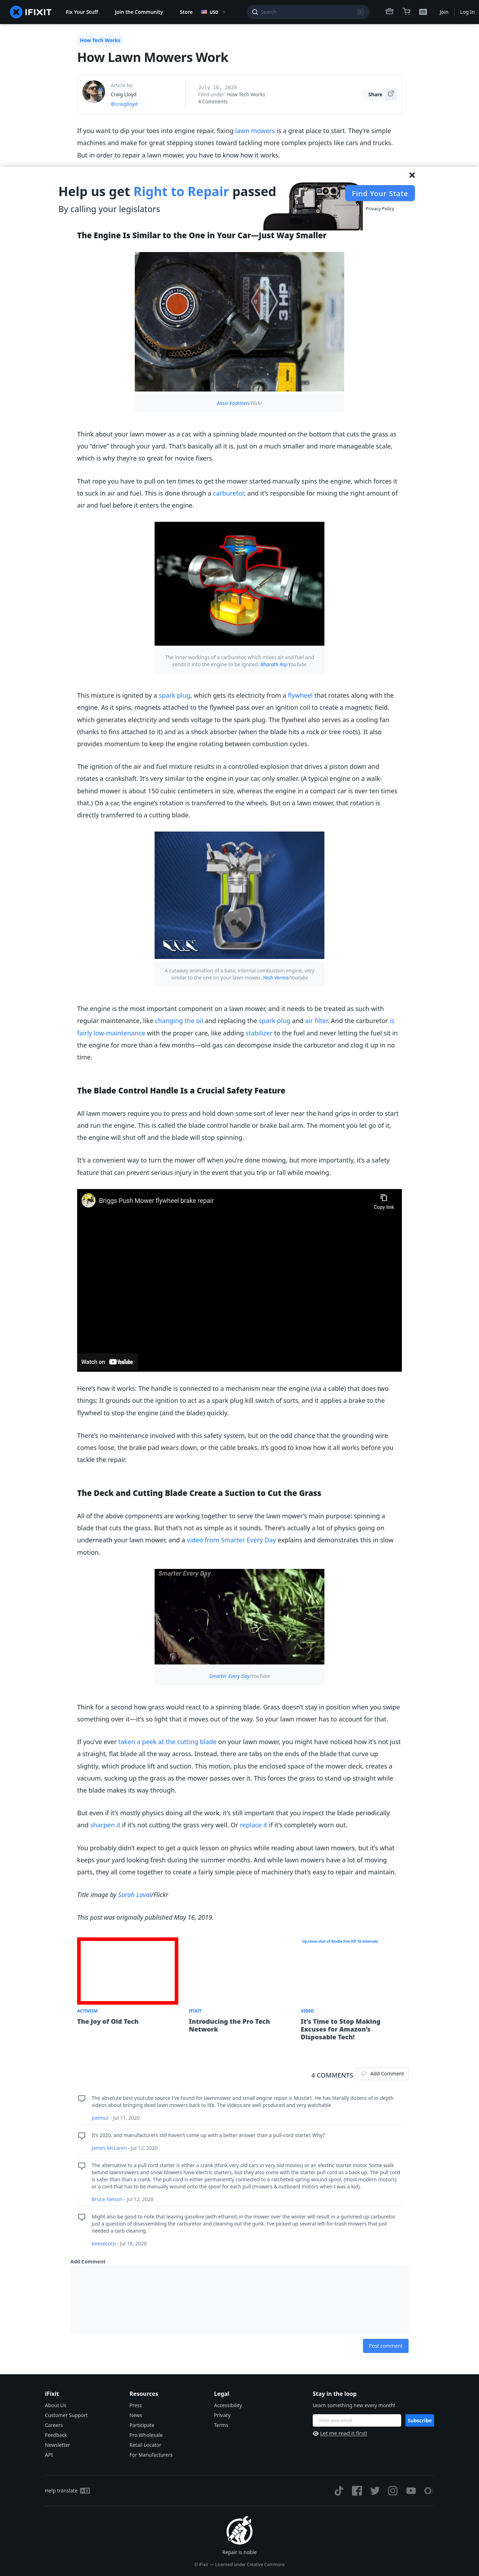 IFIXIT
Fix Your Stuff
Join the Community
Store
USD
Search
/
EN
Join
Log In
How Tech Works
How Lawn Mowers Work
Article by:
Craig Lloyd
@craiglloyd
July 10, 2020
Filed under: How Tech Works
4 Comments
Share
If you want to dip your toes into engine repair, fixing lawn mowers is a great place to start. They're simple
machines and make for great stepping stones toward tackling more complex projects like cars and trucks.
But in order to repair a lawn mower, you have to know how it works.
Help us get Right to Repair passed
By calling your legislators
Find Your State
Privacy Policy
The Engine Is Similar to the One in Your Car—Just Way Smaller
3 HP
Anssi Koskinen/Flickr
Think about your lawn mower as a car, with a spinning blade mounted on the bottom that cuts the grass as
you "drive" through your yard. That's basically all it is, just on a much smaller and more manageable scale,
which is why they're so great for novice fixers.
That rope you have to pull on ten times to get the mower started manually spins the engine, which forces it
to suck in air and fuel. This is done through a carburetor, and it's responsible for mixing the right amount of
air and fuel before it enters the engine.
The inner workings of a carburetor, which mixes air and fuel and
sends it into the engine to be ignited. Bharath Raj/YouTube
This mixture is ignited by a spark plug, which gets its electricity from a flywheel that rotates along with the
engine. As it spins, magnets attached to the flywheel pass over an ignition coil to create a magnetic field,
which generates electricity and sends voltage to the spark plug. The flywheel also serves as a cooling fan
(thanks to fins attached to it) and as a shock absorber (when the blade hits a rock or tree roots). It also
provides momentum to keep the engine rotating between combustion cycles.
The ignition of the air and fuel mixture results in a controlled explosion that drives a piston down and
rotates a crankshaft. It's very similar to the engine in your car, only smaller. (A typical engine on a walk-
behind mower is about 150 cubic centimeters in size, whereas the engine in a compact car is over ten times
that.) On a car, the engine's rotation is transferred to the wheels. But on a lawn mower, that rotation is
directly transferred to a cutting blade.
A cutaway animation of a basic internal combustion engine, very
similar to the one on your lawn mower. Yash Verma/Youtube
The engine is the most important component on a lawn mower, and it needs to be treated as such with
regular maintenance, like changing the oil and replacing the spark plug and air filter. And the carburetor is
fairly low-maintenance with the proper care, like adding stabilizer to the fuel and never letting the fuel sit in
the engine for more than a few months—old, stale gas can decompose inside the carburetor and clog it up in no
time.
The Blade Control Handle Is a Crucial Safety Feature
All lawn mowers require you to press and hold down some sort of lever near the hand grips in order to start
and run the engine. This is called the blade control handle or brake bail arm. The moment you let go of it,
the engine will shut off and the blade will stop spinning.
It's a convenient way to turn the mower off when you're done mowing, but more importantly, it's a safety
feature that can prevent serious injury in the event that you trip or fall while mowing.
Briggs Push Mower flywheel brake repair
Copy link
Watch on YouTube
Here's how it works: The handle is connected to a mechanism near the engine (via a cable) that does two
things: It grounds out the ignition to act as a spark plug kill switch of sorts, and it applies a brake to the
flywheel to stop the engine (and the blade) quickly.
There's no maintenance involved with this safety system, but on the odd chance that the grounding wire
comes loose, the brake pad wears down, or the cable breaks, it's good to know how it all works before you
tackle the repair.
The Deck and Cutting Blade Create a Suction to Cut the Grass
All of the above components are working together to serve the lawn mower's main purpose: spinning a
blade that cuts the grass. But that's not as simple as it sounds. There's actually a lot of physics going on
underneath your lawn mower, and a video from Smarter Every Day explains and demonstrates this in slow
motion.
Smarter Every Day
Smarter Every Day/YouTube
Think for a second how grass would react to a spinning blade. Grass doesn't stay in position when you swipe
something over it—it's so light that it moves out of the way. So your lawn mower has to account for that.
If you've ever taken a peek at the cutting blade on your lawn mower, you might have noticed how it's not just
a straight, flat blade all the way across. Instead, there are tabs on the ends of the blade that curve up
slightly, which produce lift and suction. This motion, plus the enclosed space of the mower deck, creates a
vacuum, sucking up the grass as the mower passes over it. This forces the grass to stand up straight while
the blade makes its way through.
But even if it's mostly physics doing all the work, it's still important that you inspect the blade periodically
and sharpen it if it's not cutting the grass very well. Or replace it if it's completely worn out.
You probably didn't expect to get a quick lesson on physics while reading about lawn mowers, but it's what
keeps your yard looking fresh during the summer months. And while lawn mowers have a lot of moving
parts, they all come together to create a fairly simple piece of machinery that's easy to repair and maintain.
Title image by Sarah Laval/Flickr
This post was originally published May 16, 2019.
Up close shot of Kindle Fire HD 10 internals
ACTIVISM
The Joy of Old Tech
IFIXIT
Introducing the Pro Tech
Network
VIDEO
It's Time to Stop Making
Excuses for Amazon's
Disposable Tech!
4 COMMENTS
Add Comment
The absolute best youtube source I've found for lawnmower and small engine repair is Mustie1. He has literally dozens of in depth
videos about bringing dead lawn mowers back to life. The videos are well produced and very watchable
patimur - Jul 11, 2020
It's 2020, and manufacturers still haven't come up with a better answer than a pull-cord starter. Why?
James McLaren - Jul 12, 2020
The alternative to a pull cord starter is either a crank (think very old cars in very old movies) or an electric starter motor. Some walk
behind lawnmowers and snow blowers have electric starters, but they also come with the starter pull cord as a back up. The pull cord
is safer than than a crank. The pull cord is either permanently connected to a ratcheted spring wound spool, (most modern motors)
or a cord that has to be manually wound onto the spool for each pull (mowers & outboard motors when I was a kid).
Bruce Nelson - Jul 12, 2020
Might also be good to note that leaving gasoline (with ethanol) in the mower over the winter will result in a gummed up carburetor.
Just a question of disassembling the carburetor and cleaning out the gunk. I've picked up several left-for-trash mowers that just
needed a carb cleaning.
beezecorp - Jul 18, 2020
Add Comment
Post comment
iFixit
About Us
Customer Support
Careers
Feedback
Newsletter
API
Resources
Press
News
Participate
Pro Wholesale
Retail Locator
For Manufacturers
Legal
Accessibility
Privacy
Terms
Stay in the loop
Learn something new every month!
Enter your email
Subscribe
Let me read it first!
Help translate
Repair is noble
© iFixit — Licensed under Creative Commons